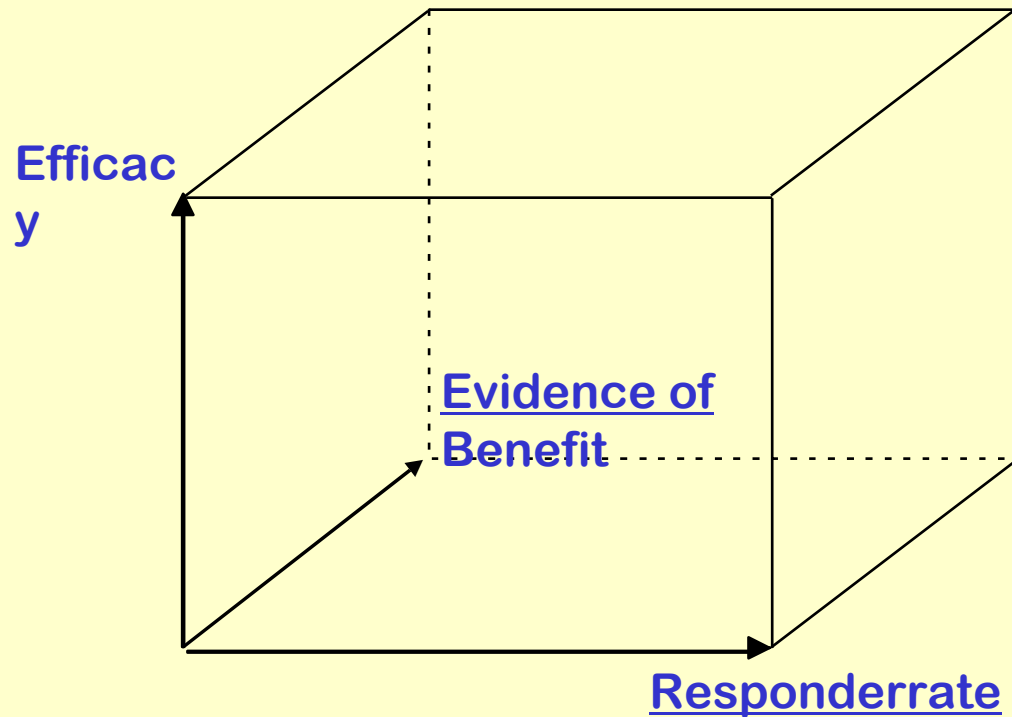 Efficac
y
Evidence of
Benefit
Responderrate